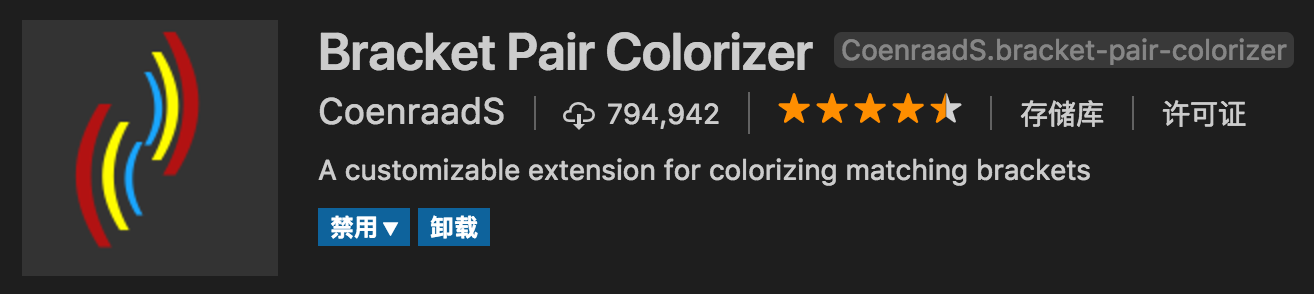 Bracket Pair Colorizer CoenraadS.bracket-pair-colorizer
CoenraadS 794,942 存储库 许可证
A customizable extension for colorizing matching brackets
禁用 卸载